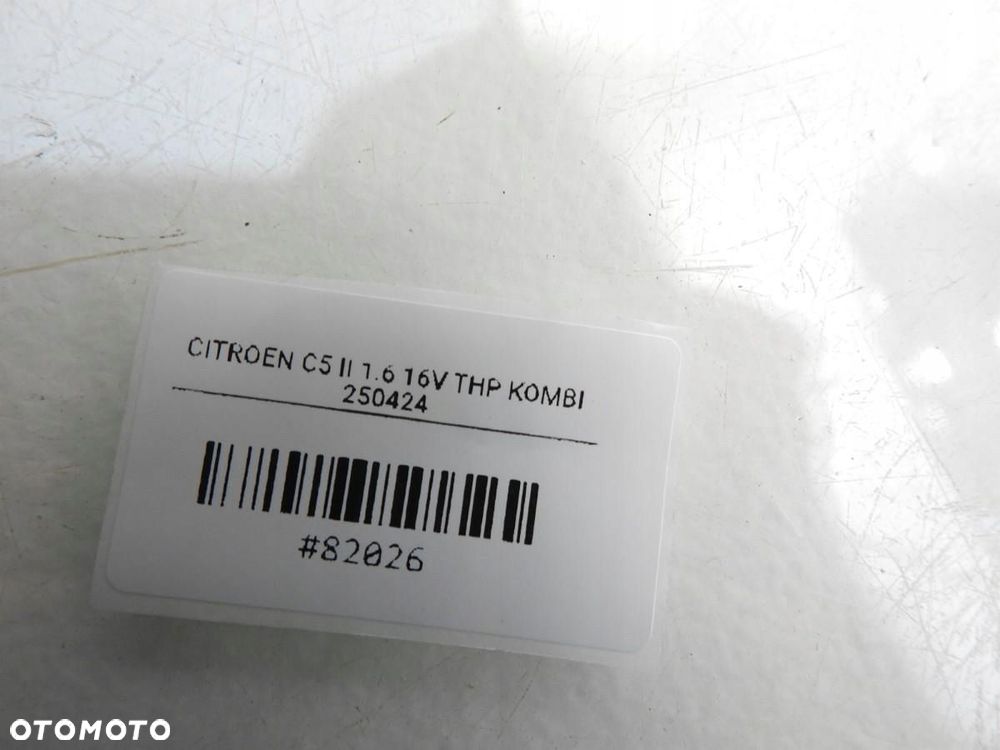 CITROEN C5 II 1.6 16V THP KOMBI
250424
#82026
OTOMOTO